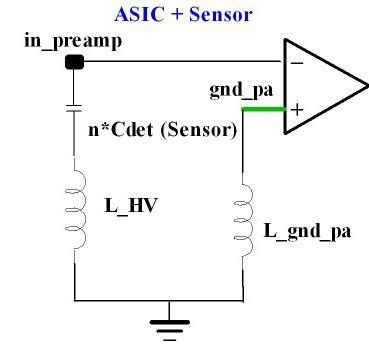 ASIC + Sensor
in_preamp
gnd_pa
n*Cdet (Sensor)
L_HV
L_gnd_pa
−
+